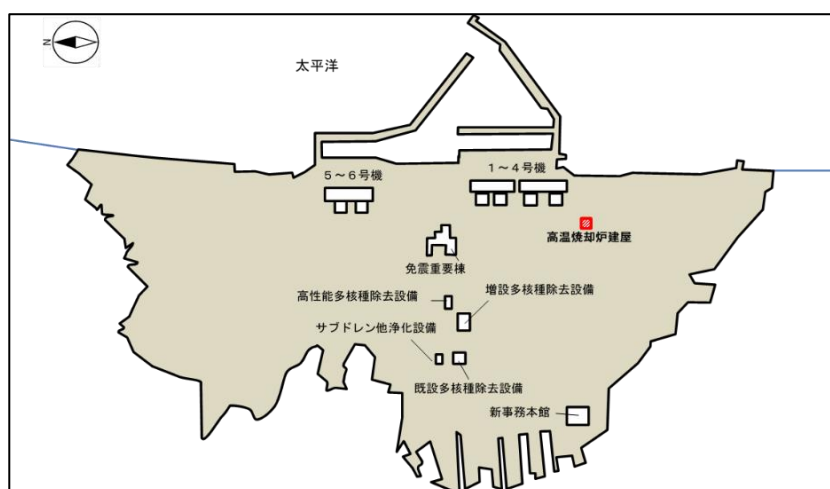 N
太平洋
5~6号機
1~4号機
高温焼却炉建屋
免震重要棟
高性能多核種除去設備
増設多核種除去設備
サブドレン他浄化設備
既設多核種除去設備
新事務本館